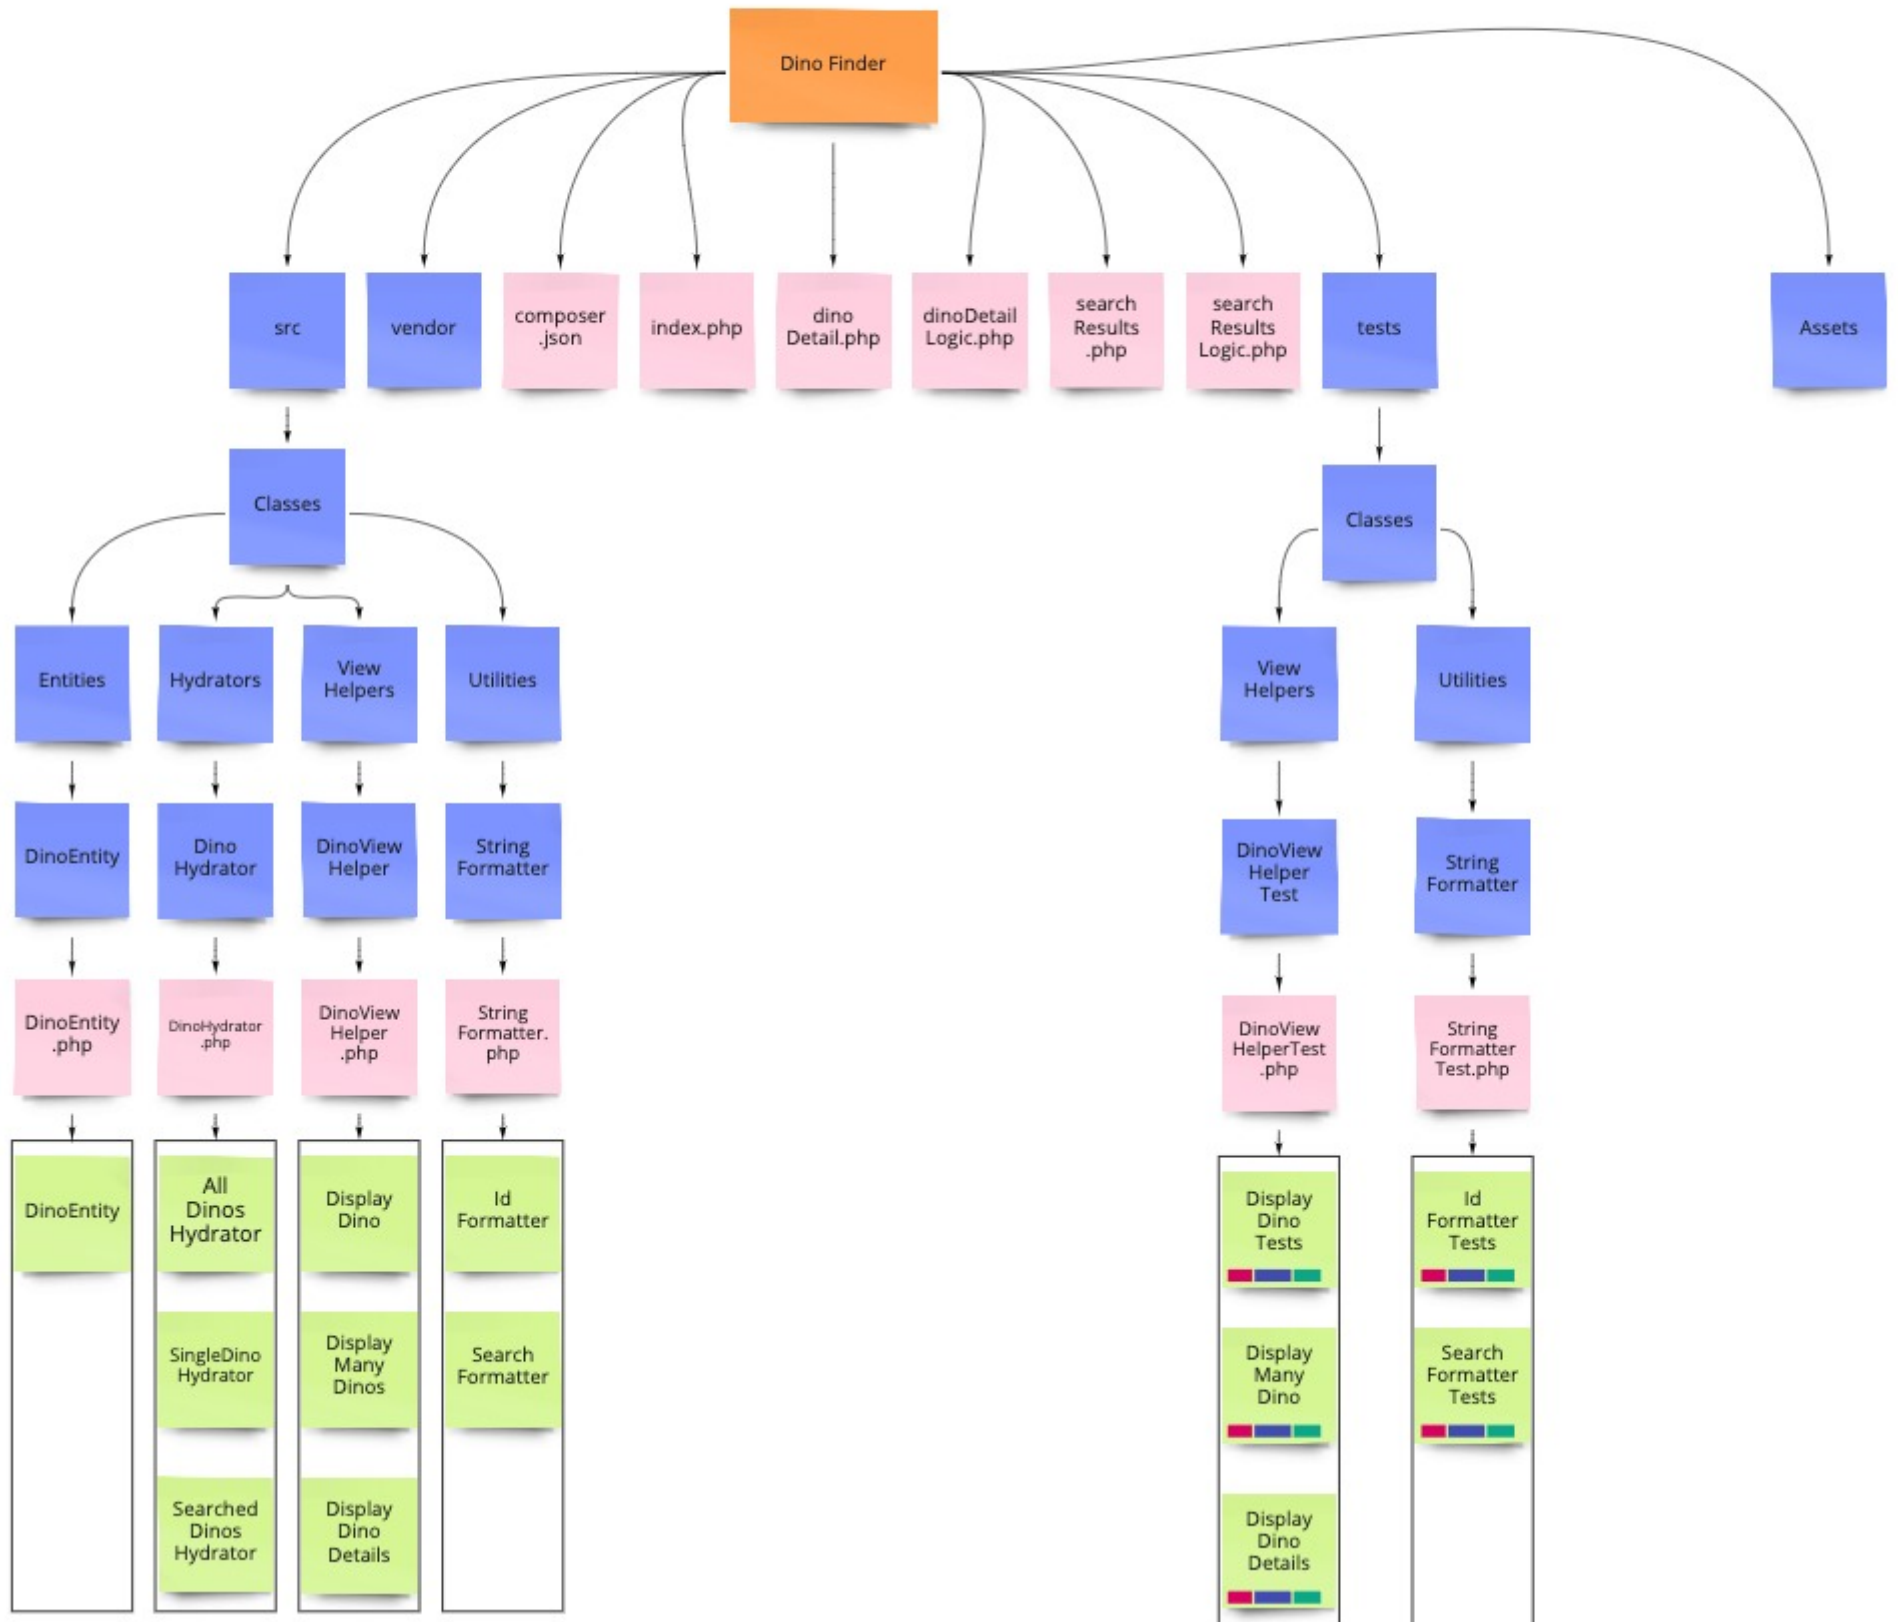 Dino Finder
src
vendor
composer
.json
index.php
dino
Detail.php
dinoDetail
Logic.php
search
Results
.php
search
Results
Logic.php
tests
Assets
Classes
Classes
Entities
Hydrators
View
Helpers
Utilities
View
Helpers
Utilities
DinoEntity
Dino
Hydrator
DinoView
Helper
String
Formatter
DinoView
Helper
Test
String
Formatter
DinoEntity
.php
DinoHydrator
.php
DinoView
Helper
.php
String
Formatter.
php
DinoView
HelperTest
.php
String
Formatter
Test.php
DinoEntity
All
Dinos
Hydrator
Display
Dino
Id
Formatter
Display
Dino
Tests
Id
Formatter
Tests
SingleDino
Hydrator
Display
Many
Dinos
Search
Formatter
Display
Many
Dino
Search
Formatter
Tests
Searched
Dinos
Hydrator
Display
Dino
Details
Display
Dino
Details